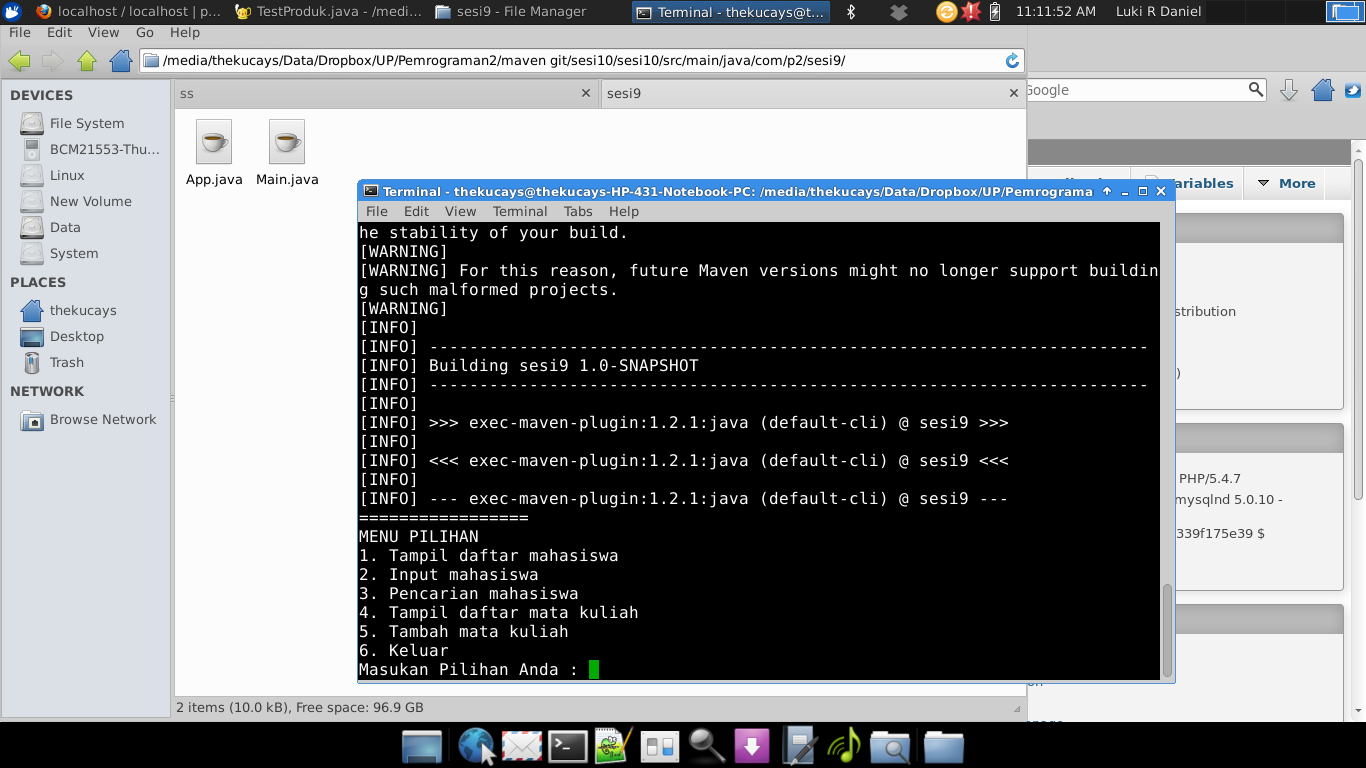 localhost / localhost | p...
TestProduk.java - /medi...
sesi9 - File Manager
Terminal - thekucays@t...
11:11:52 AM
Luki R Daniel
File Edit View Go Help
/media/thekucays/Data/Dropbox/UP/Pemrograman2/maven git/sesi10/sesi10/src/main/java/com/p2/sesi9/
Google
DEVICES
File System
BCM21553-Thu...
Linux
New Volume
Data
System
PLACES
thekucays
Desktop
Trash
NETWORK
Browse Network
ss
sesi9
App.java
Main.java
Variables
More
stribution
)
PHP/5.4.7
mysqlnd 5.0.10 -
339f175e39 $
Terminal - thekucays@thekucays-HP-431-Notebook-PC: /media/thekucays/Data/Dropbox/UP/Pemrograma
File Edit View Terminal Tabs Help
he stability of your build.
[WARNING]
[WARNING] For this reason, future Maven versions might no longer support buildin
g such malformed projects.
[WARNING]
[INFO]
[INFO] ------------------------------------------------------------------------
[INFO] Building sesi9 1.0-SNAPSHOT
[INFO] ------------------------------------------------------------------------
[INFO]
[INFO] >>> exec-maven-plugin:1.2.1:java (default-cli) @ sesi9 >>>
[INFO]
[INFO] <<< exec-maven-plugin:1.2.1:java (default-cli) @ sesi9 <<<
[INFO]
[INFO] --- exec-maven-plugin:1.2.1:java (default-cli) @ sesi9 ---
=================
MENU PILIHAN
1. Tampil daftar mahasiswa
2. Input mahasiswa
3. Pencarian mahasiswa
4. Tampil daftar mata kuliah
5. Tambah mata kuliah
6. Keluar
Masukan Pilihan Anda :
2 items (10.0 kB), Free space: 96.9 GB